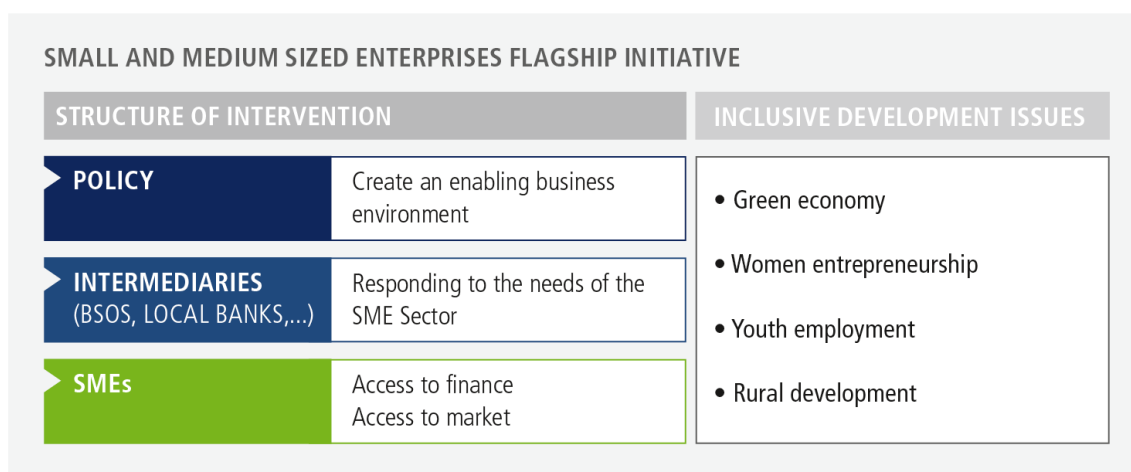 SMALL AND MEDIUM SIZED ENTERPRISES FLAGSHIP INITIATIVE
STRUCTURE OF INTERVENTION
POLICY
Create an enabling business
environment
INTERMEDIARIES
(BSOS, LOCAL BANKS,...)
Responding to the needs of the
SME Sector
SMEs
Access to finance
Access to market
INCLUSIVE DEVELOPMENT ISSUES
• Green economy
• Women entrepreneurship
• Youth employment
• Rural development